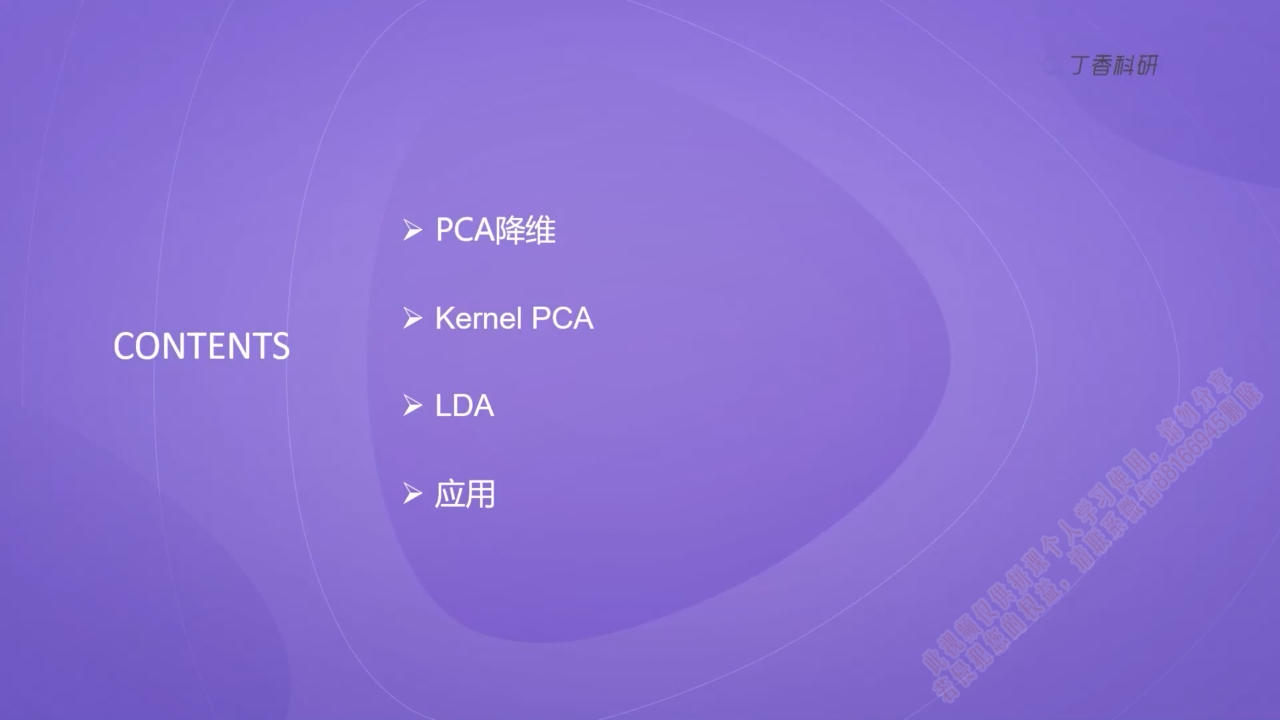 丁香科研
PCA降维
Kernel PCA
CONTENTS
LDA
应用
此视频仅供拼课个人学习使用，请勿分享
若侵犯您的权益，请联系微信88166945删除